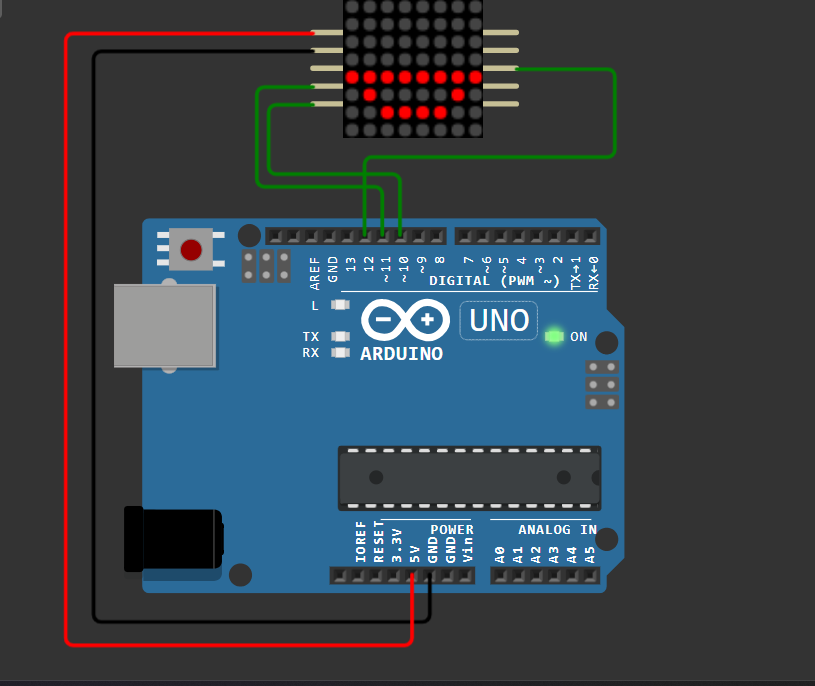 AREF
GND
13
12
~11
~10
~9
8
7
~6
~5
4
~3
2
TX→1
RX←0
DIGITAL (PWM ~)
L
TX
RX
UNO
ON
ARDUINO
POWER
ANALOG IN
IOREF
RESET
3.3V
5V
GND
GND
Vin
A0
A1
A2
A3
A4
A5